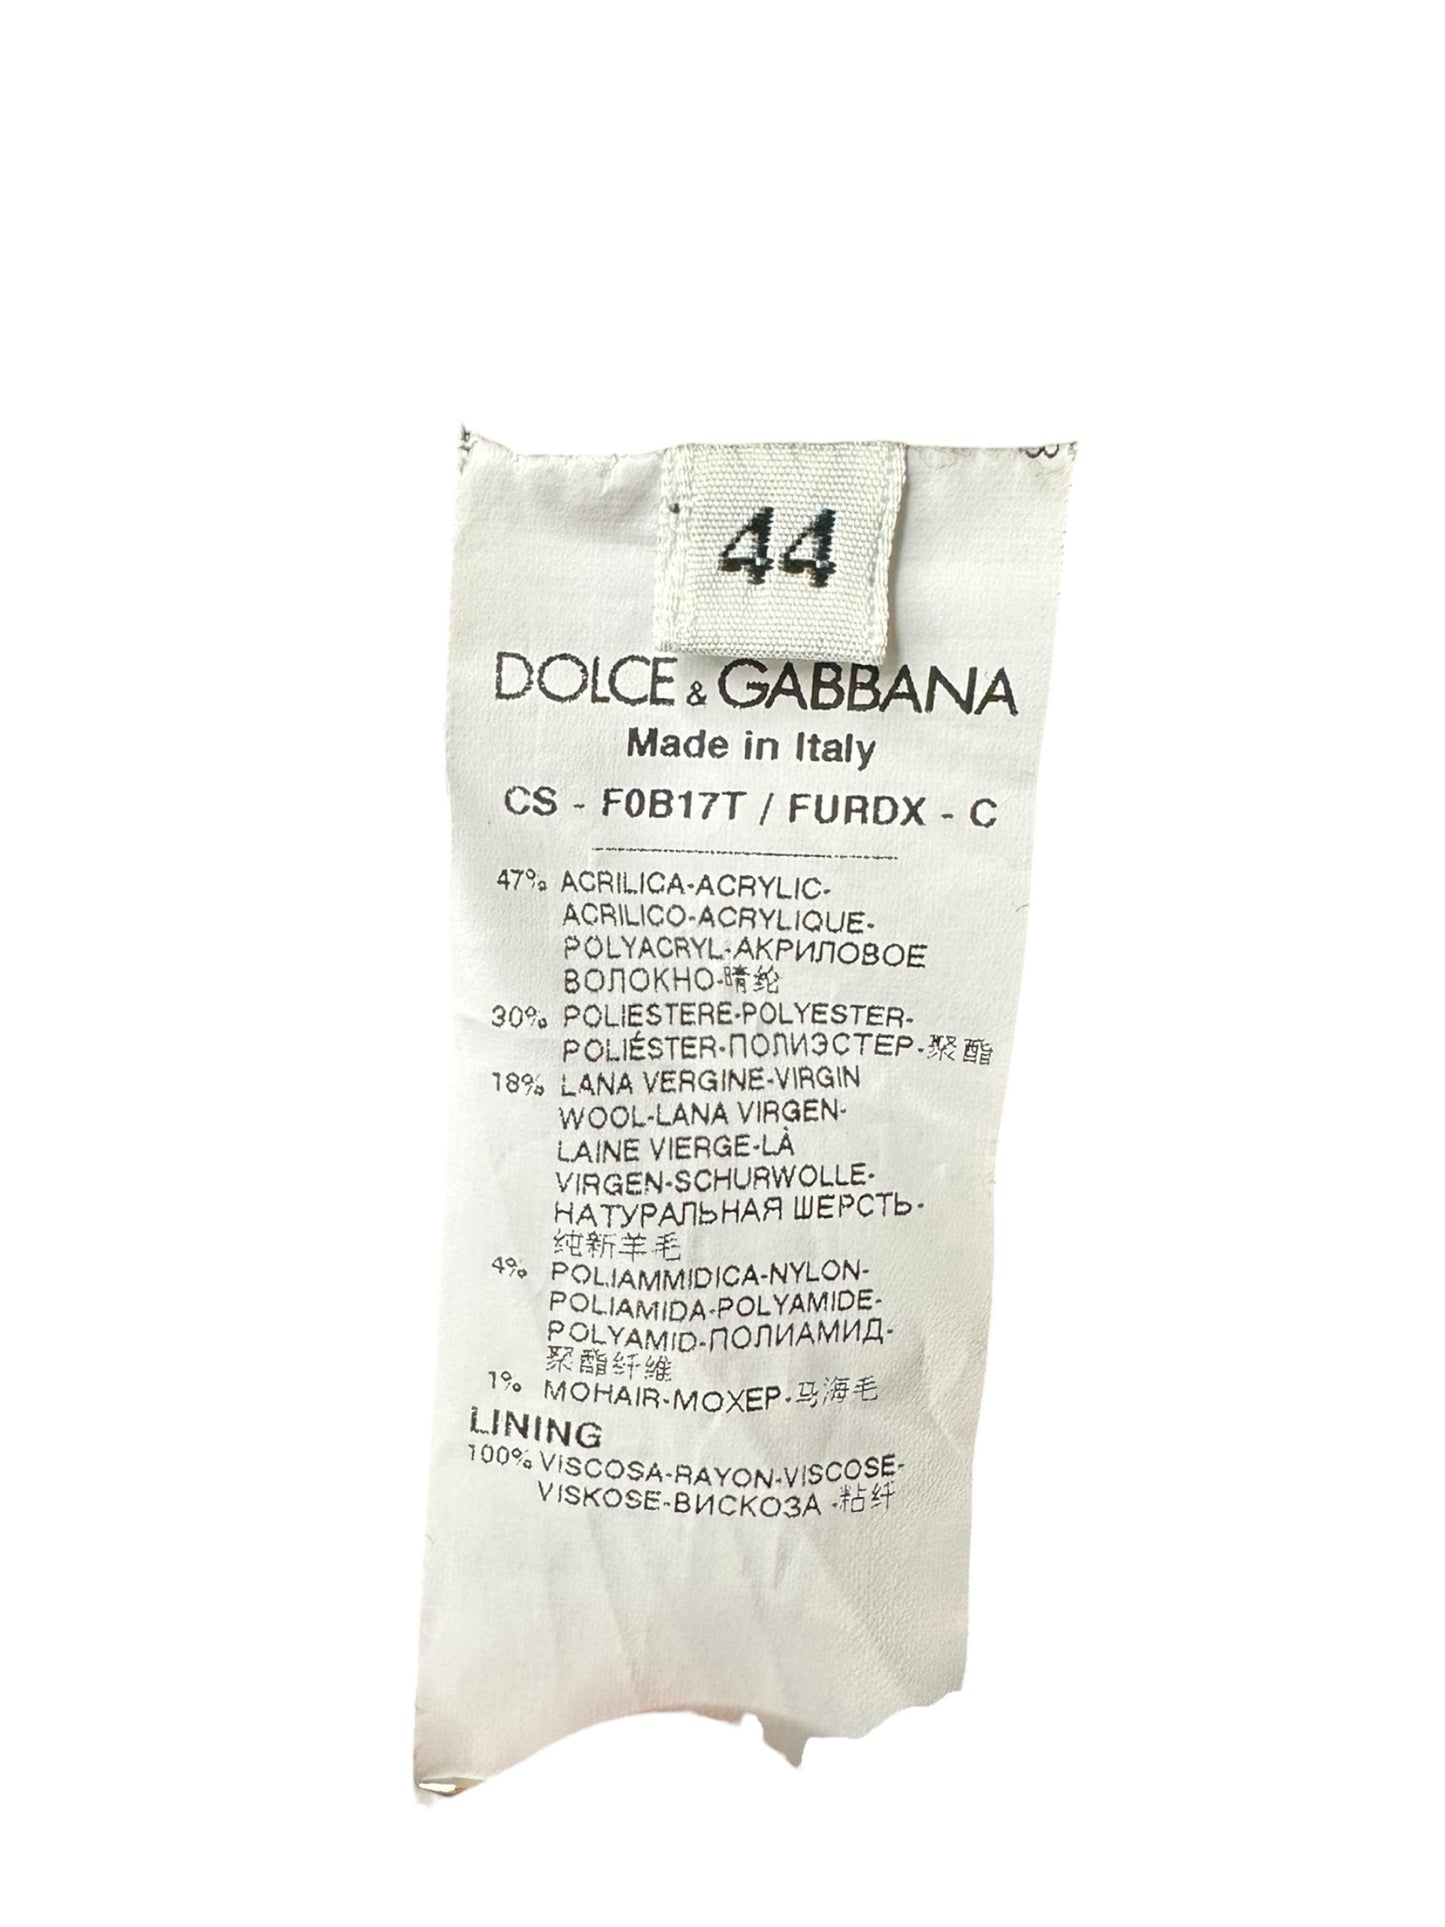 44
DOLCE & GABBANA
Made in Italy
CS - F0B17T / FURDX - C
47% ACRILICA-ACRYLIC-
ACRILICO-ACRYLIQUE-
POLYACRYL-АКРИЛОВОЕ
ВОЛОКНО-晴纶
30% POLIESTERE-POLYESTER-
POLIÉSTER-ПОЛИЭСТЕР-聚酯
18% LANA VERGINE-VIRGIN
WOOL-LANA VIRGEN-
LAINE VIERGE-LÀ
VIRGEN-SCHURWOLLE-
НАТУРАЛЬНАЯ ШЕРСТЬ-
纯新羊毛
4% POLIAMMIDICA-NYLON-
POLIAMIDA-POLYAMIDE-
POLYAMID-ПОЛИАМИД-
聚酯纤维
1% MOHAIR-МОХЕР-马海毛
LINING
100% VISCOSA-RAYON-VISCOSE-
VISKOSE-ВИСКОЗА-粘纤